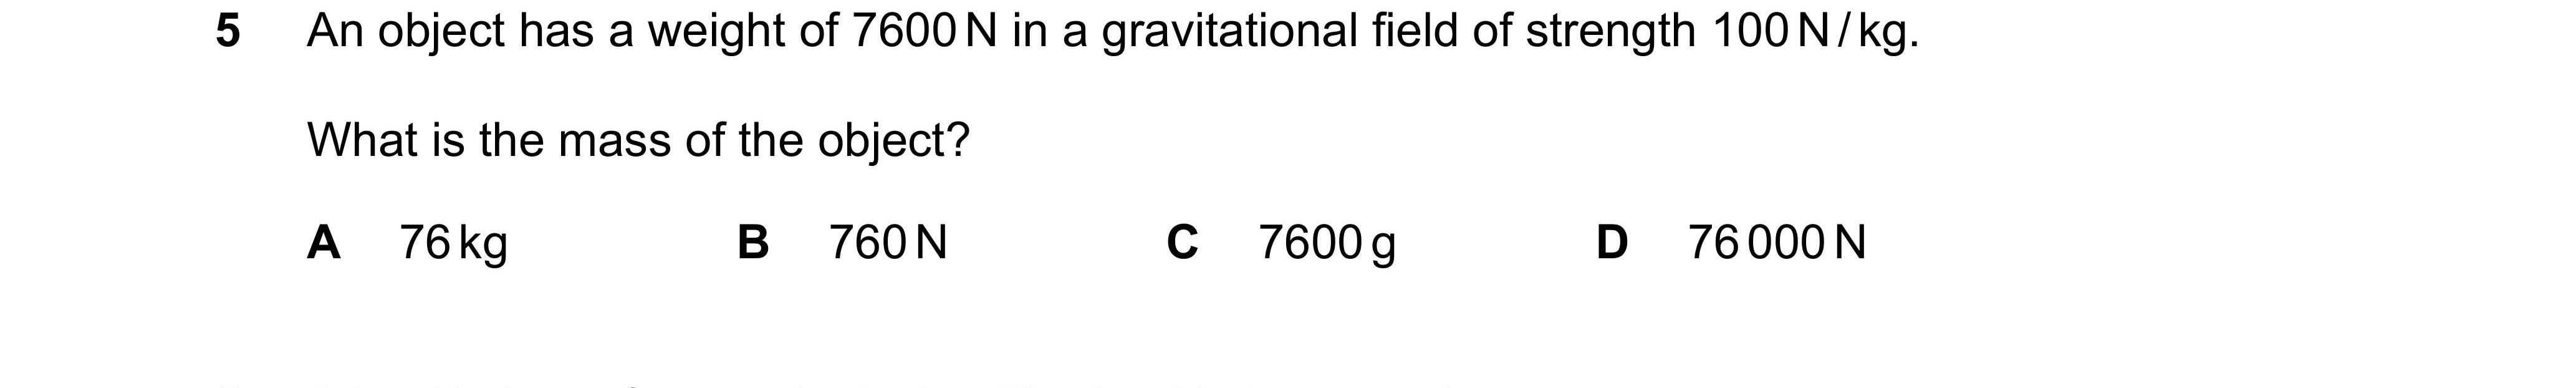 5 An object has a weight of 7600 N in a gravitational field of strength 100 N / kg.
What is the mass of the object?
A 76 kg B 760 N C 7600 g D 76 000 N